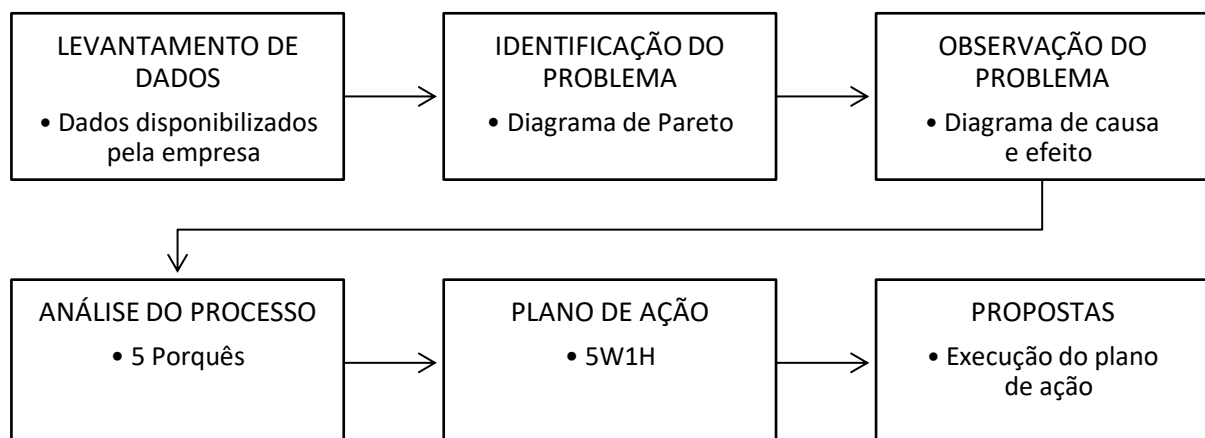 LEVANTAMENTO DE
DADOS
• Dados disponibilizados
pela empresa
IDENTIFICAÇÃO DO
PROBLEMA
• Diagrama de Pareto
OBSERVAÇÃO DO
PROBLEMA
• Diagrama de causa
e efeito
ANÁLISE DO PROCESSO
• 5 Porquês
PLANO DE AÇÃO
• 5W1H
PROPOSTAS
• Execução do plano
de ação